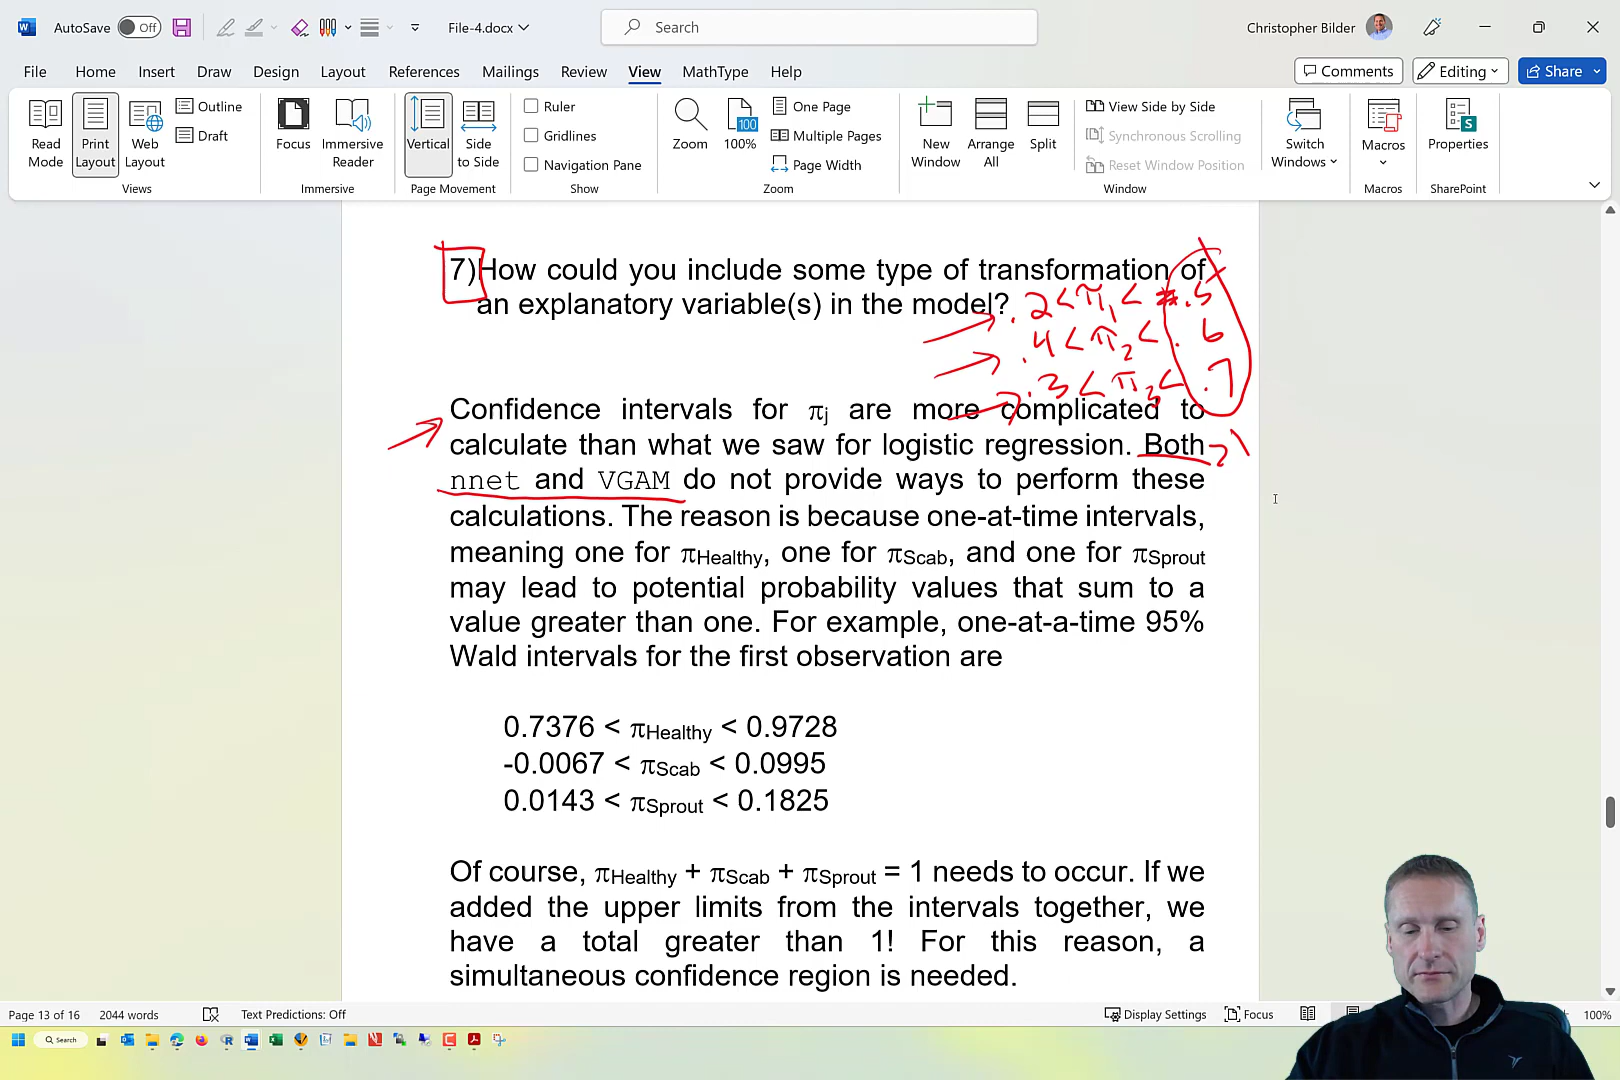 AutoSave Off File-4.docx Search Christopher Bilder
File Home Insert Draw Design Layout References Mailings Review View MathType Help Comments Editing Share
Read Mode Print Layout Web Layout Outline Draft Views
Focus Immersive Reader Immersive
Vertical Side to Side Page Movement
Ruler Gridlines Navigation Pane Show
Zoom 100 100% One Page Multiple Pages Page Width Zoom
New Window Arrange All Split View Side by Side Synchronous Scrolling Reset Window Position Switch Windows Window
Macros Macros
Properties SharePoint
7) How could you include some type of transformation of
an explanatory variable(s) in the model?
.2 < π1 < .5
.4 < π2 < .6
.3 < π3 < .7
Confidence intervals for πj are more complicated to
calculate than what we saw for logistic regression. Both
nnet and VGAM do not provide ways to perform these
calculations. The reason is because one-at-time intervals,
meaning one for πHealthy, one for πScab, and one for πSprout
may lead to potential probability values that sum to a
value greater than one. For example, one-at-a-time 95%
Wald intervals for the first observation are
0.7376 < πHealthy < 0.9728
-0.0067 < πScab < 0.0995
0.0143 < πSprout < 0.1825
Of course, πHealthy + πScab + πSprout = 1 needs to occur. If we
added the upper limits from the intervals together, we
have a total greater than 1! For this reason, a
simultaneous confidence region is needed.
Page 13 of 16 2044 words Text Predictions: Off Display Settings Focus 100%
Search